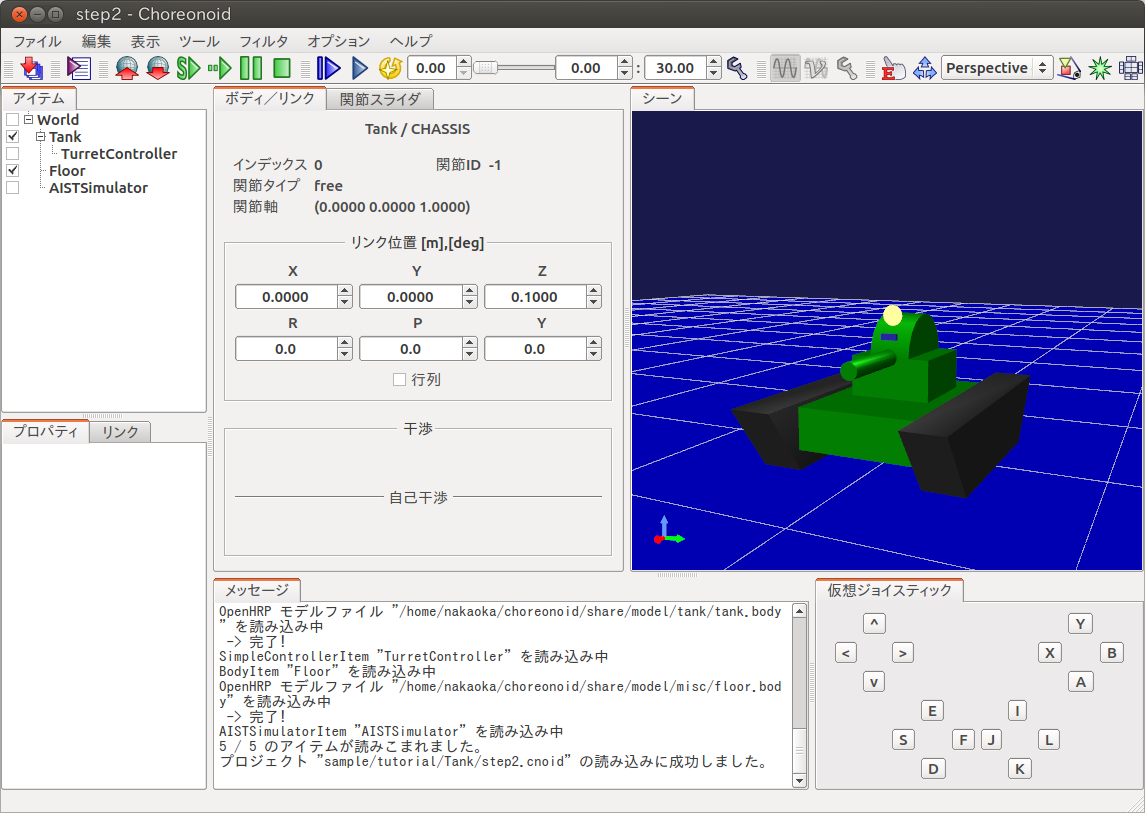 step2 - Choreonoid
ファイル 編集 表示 ツール フィルタ オプション ヘルプ
0.00 0.00 : 30.00 E Perspective
アイテム
World
Tank
TurretController
Floor
AISTSimulator
プロパティ リンク
ボディ／リンク 関節スライダ
Tank / CHASSIS
インデックス 0 関節ID -1
関節タイプ free
関節軸 (0.0000 0.0000 1.0000)
リンク位置 [m],[deg]
X Y Z
0.0000 0.0000 0.1000
R P Y
0.0 0.0 0.0
行列
干渉
自己干渉
シーン
メッセージ
OpenHRP モデルファイル "/home/nakaoka/choreonoid/share/model/tank/tank.body
" を読み込み中
-> 完了!
SimpleControllerItem "TurretController" を読み込み中
BodyItem "Floor" を読み込み中
OpenHRP モデルファイル "/home/nakaoka/choreonoid/share/model/misc/floor.bod
y" を読み込み中
-> 完了!
AISTSimulatorItem "AISTSimulator" を読み込み中
5 / 5 のアイテムが読みこまれました。
プロジェクト "sample/tutorial/Tank/step2.cnoid" の読み込みに成功しました。
仮想ジョイスティック
^ Y
< > X B
v A
E I
S F J L
D K